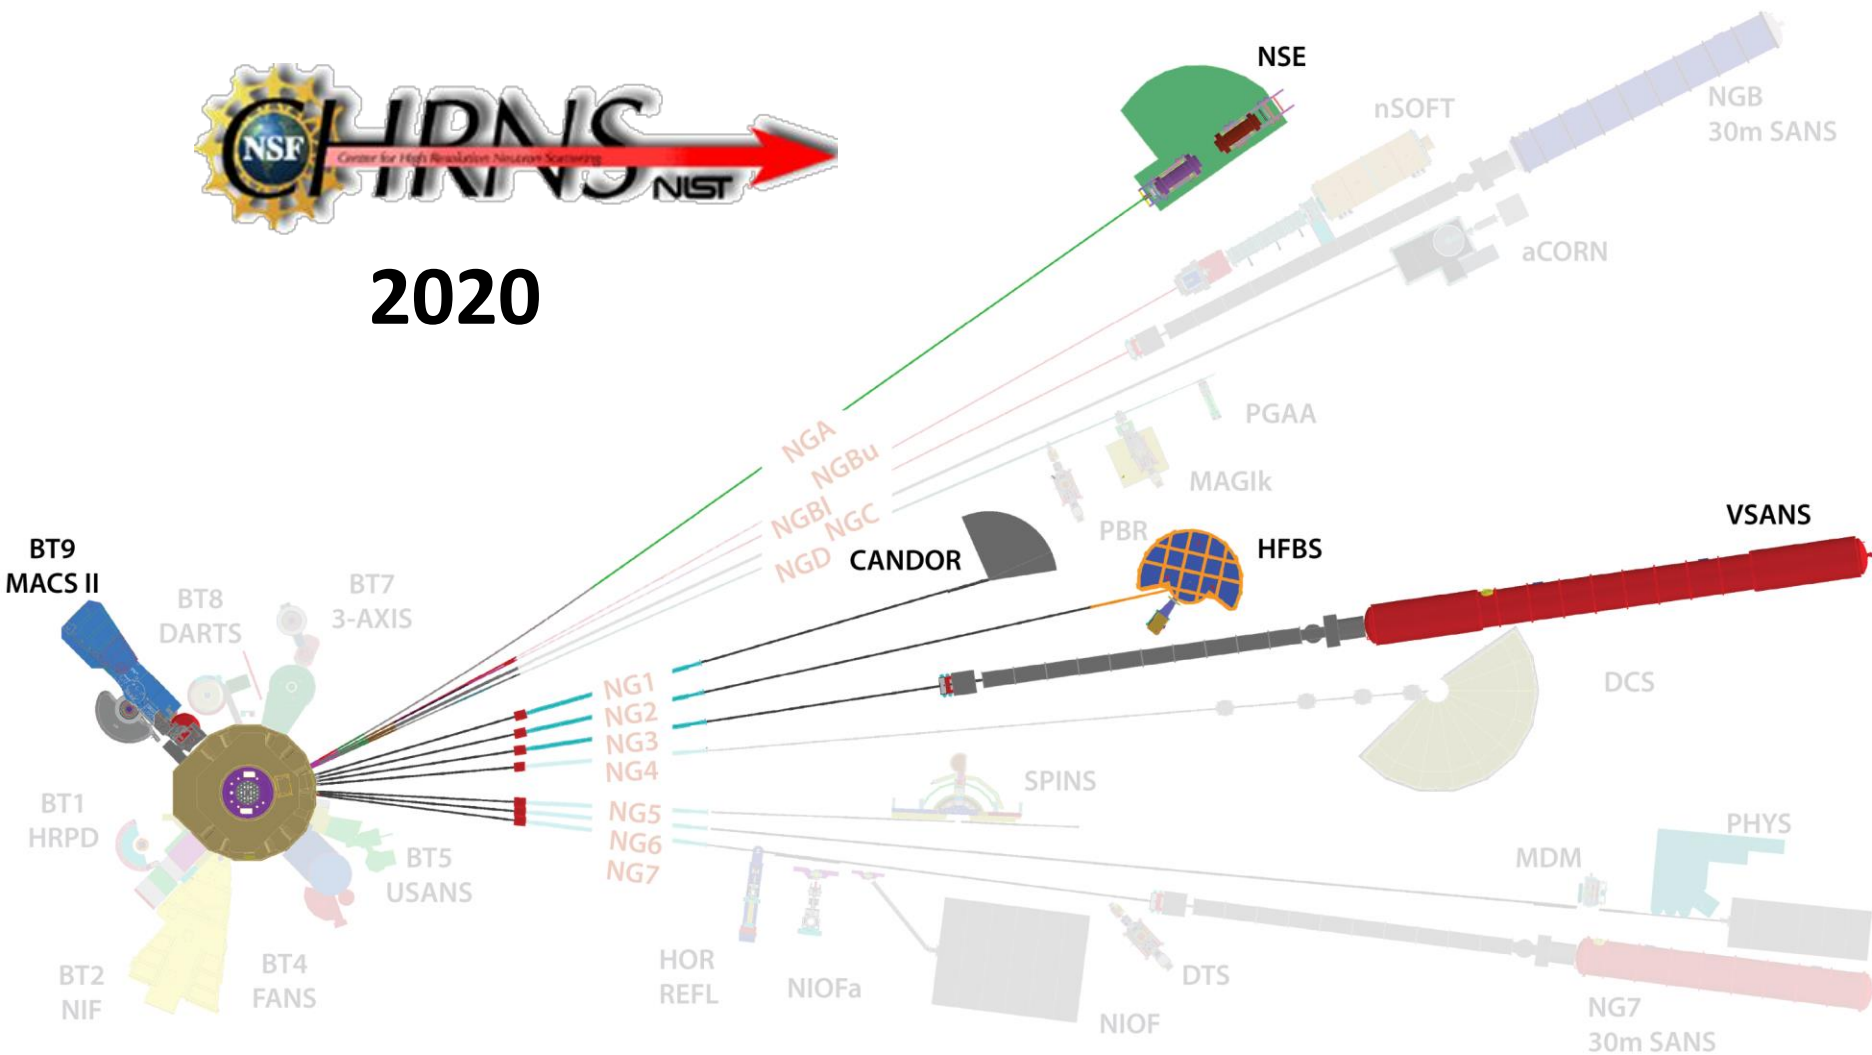 NSE
nSOFT
NGB
30m SANS
CHRNS
NSF
Center for High Resolution Neutron Scattering
NIST
aCORN
2020
NGA
NGBu
PGAA
MAGIk
NGBl
NGC
PBR
NGD
CANDOR
HFBS
VSANS
BT9
MACS II
BT8
DARTS
BT7
3-AXIS
NG1
NG2
NG3
NG4
DCS
SPINS
NG5
NG6
NG7
BT1
HRPD
BT5
USANS
MDM
PHYS
BT2
NIF
BT4
FANS
HOR
REFL
NIOFa
DTS
NIOF
NG7
30m SANS